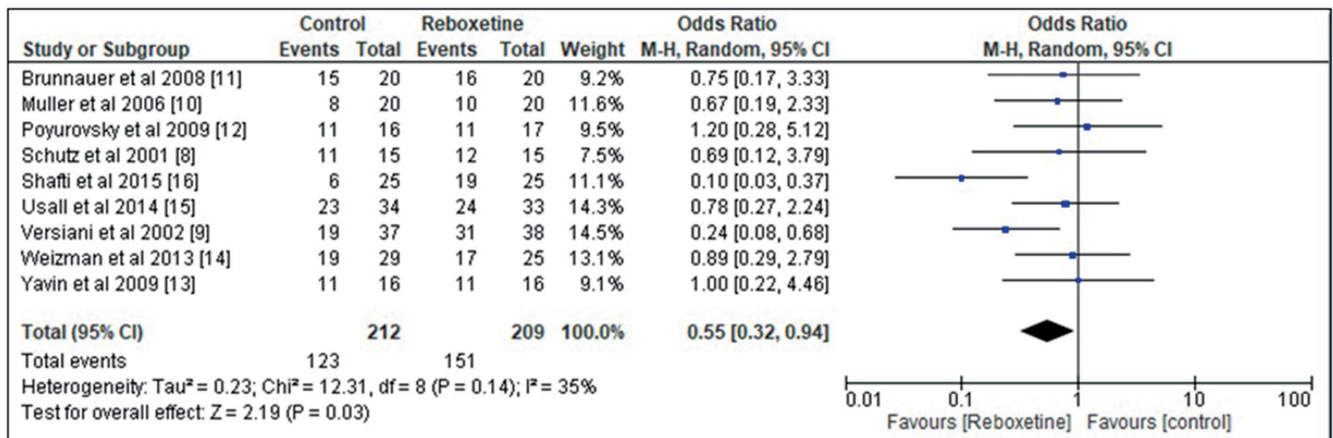 Control Reboxetine Odds Ratio Odds Ratio
Study or Subgroup Events Total Events Total Weight M-H, Random, 95% CI M-H, Random, 95% CI
Brunnauer et al 2008 [11] 15 20 16 20 9.2% 0.75 [0.17, 3.33]
Muller et al 2006 [10] 8 20 10 20 11.6% 0.67 [0.19, 2.33]
Poyurovsky et al 2009 [12] 11 16 11 17 9.5% 1.20 [0.28, 5.12]
Schutz et al 2001 [8] 11 15 12 15 7.5% 0.69 [0.12, 3.79]
Shafti et al 2015 [16] 6 25 19 25 11.1% 0.10 [0.03, 0.37]
Usall et al 2014 [15] 23 34 24 33 14.3% 0.78 [0.27, 2.24]
Versiani et al 2002 [9] 19 37 31 38 14.5% 0.24 [0.08, 0.68]
Weizman et al 2013 [14] 19 29 17 25 13.2% 0.89 [0.29, 2.79]
Yavin et al 2009 [13] 11 16 11 16 9.1% 1.00 [0.22, 4.46]
Total (95% CI) 212 209 100.0% 0.55 [0.32, 0.94]
Total events 123 151
Heterogeneity: Tau² = 0.23; Chi² = 12.31, df = 8 (P = 0.14); I² = 35%
Test for overall effect: Z = 2.19 (P = 0.03)
0.01 0.1 1 10 100
Favours [Reboxetine] Favours [control]